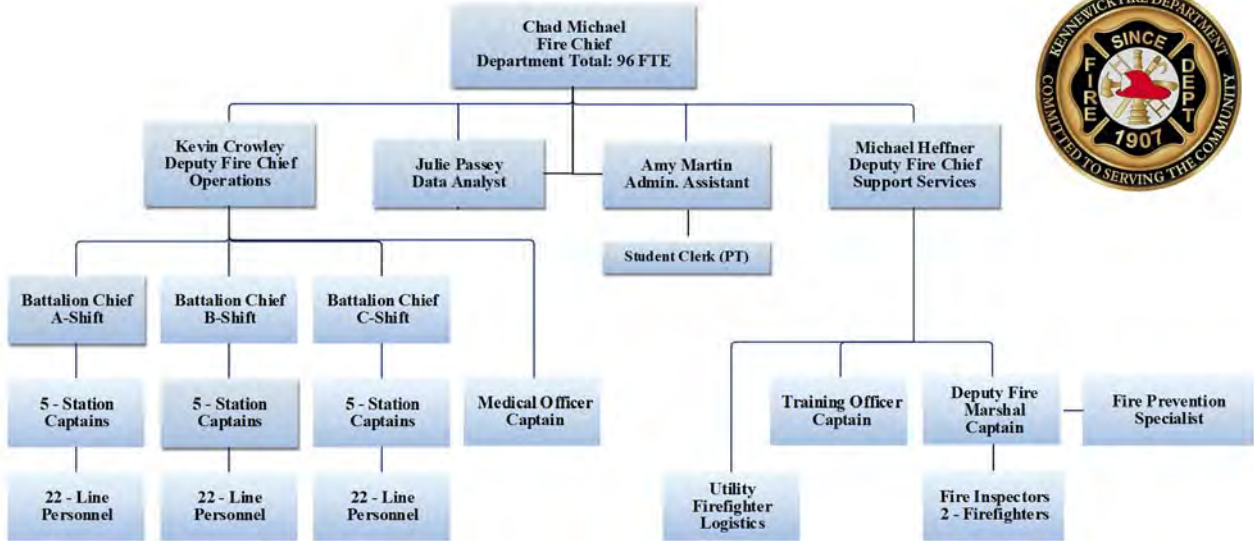 Chad Michael
Fire Chief
Department Total: 96 FTE
KENNEWICK FIRE DEPARTMENT
SINCE
FIRE
DEPT
1907
COMMITTED TO SERVING THE COMMUNITY
Kevin Crowley
Deputy Fire Chief
Operations
Julie Passey
Data Analyst
Amy Martin
Admin. Assistant
Michael Heffner
Deputy Fire Chief
Support Services
Student Clerk (PT)
Battalion Chief
A-Shift
Battalion Chief
B-Shift
Battalion Chief
C-Shift
5 - Station
Captains
5 - Station
Captains
5 - Station
Captains
Medical Officer
Captain
Training Officer
Captain
Deputy Fire
Marshal
Captain
Fire Prevention
Specialist
22 - Line
Personnel
22 - Line
Personnel
22 - Line
Personnel
Utility
Firefighter
Logistics
Fire Inspectors
2 - Firefighters